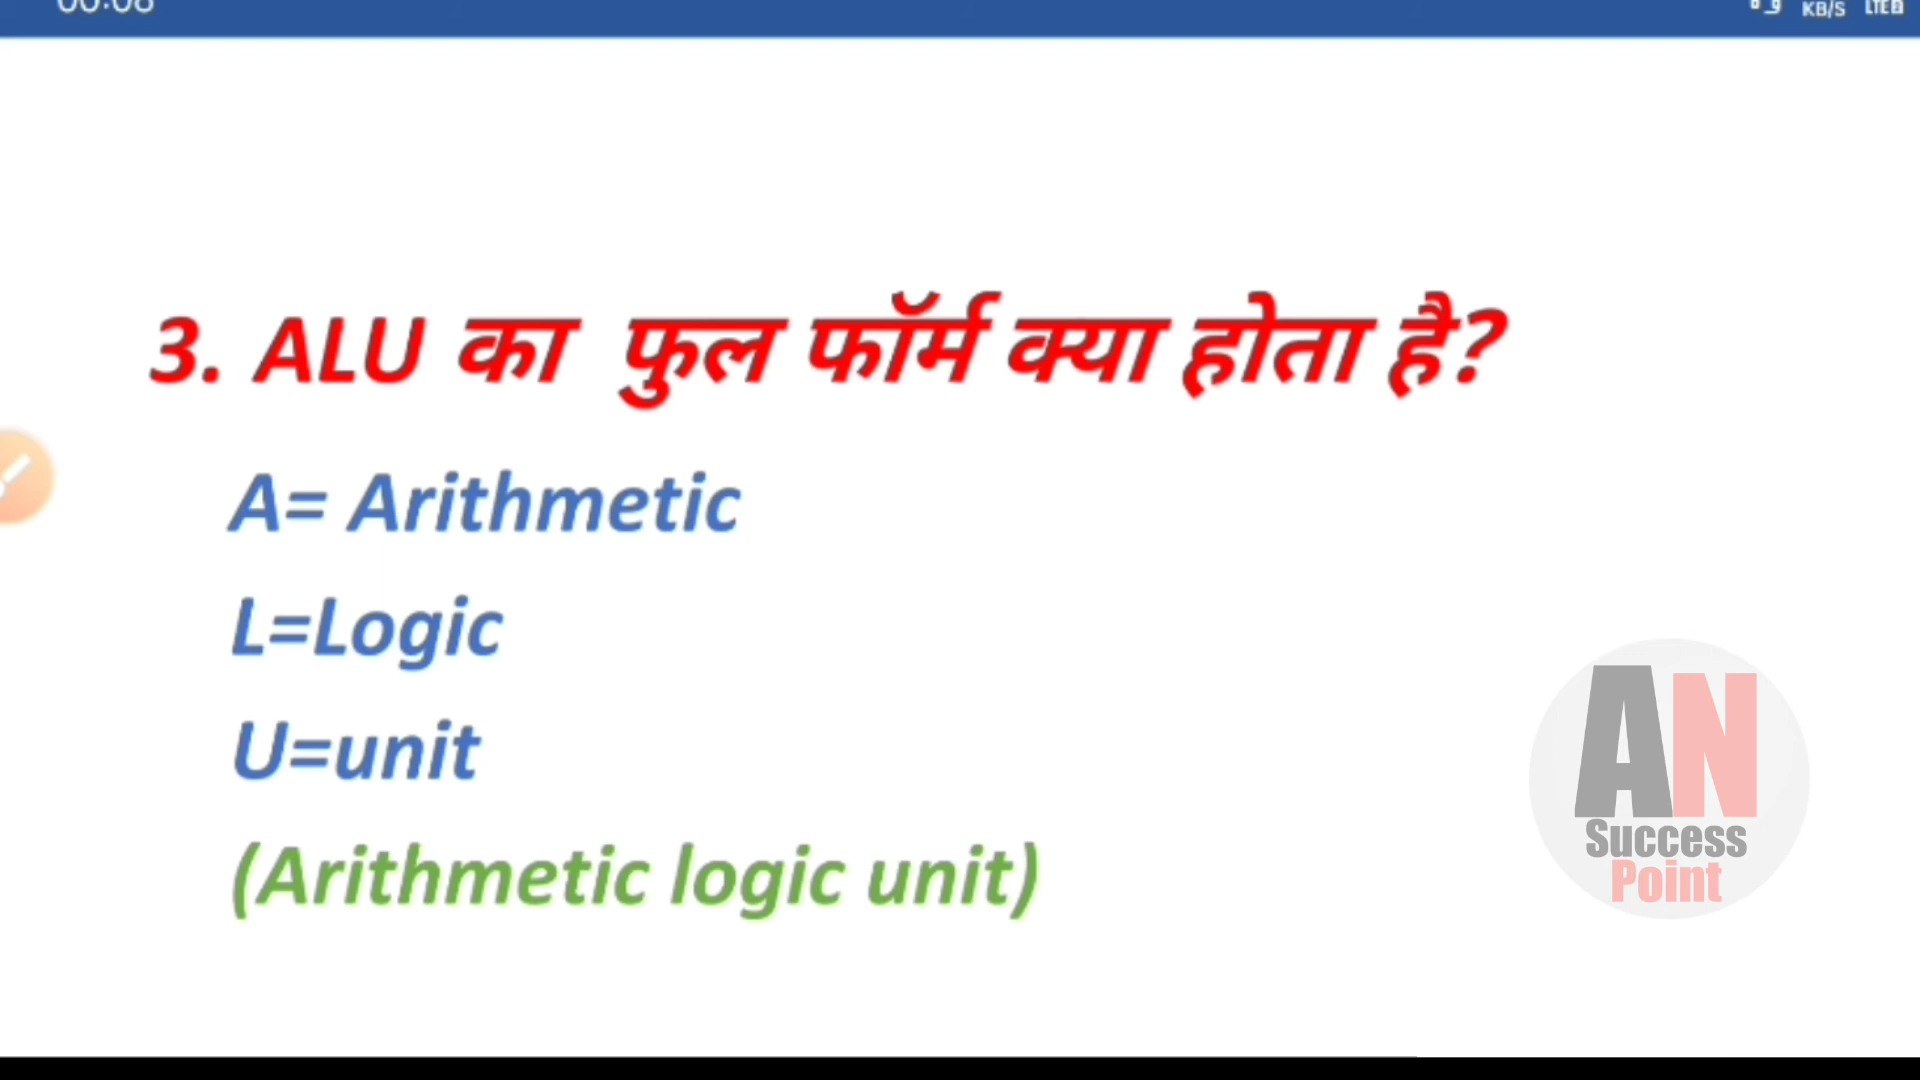 KB/S
3. ALU का फुल फॉर्म क्या होता है?
A= Arithmetic
L=Logic
U=unit
(Arithmetic logic unit)
AN
Success
Point